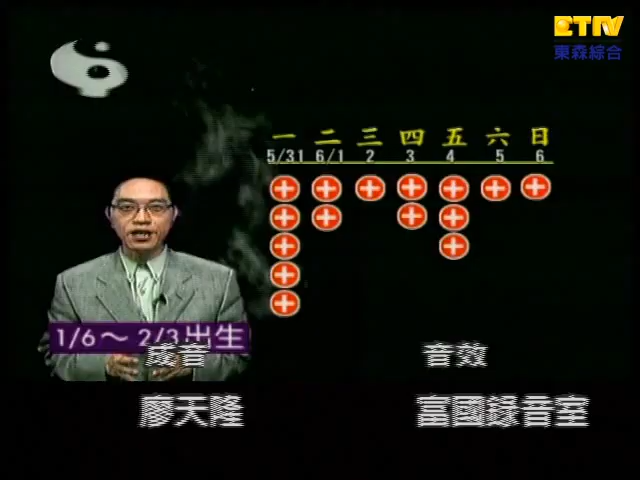 ETTV
東森綜合
一 二 三 四 五 六 日
5/31 6/1 2 3 4 5 6
1/6～2/3出生
成音 音效
廖天隆 富國錄音室